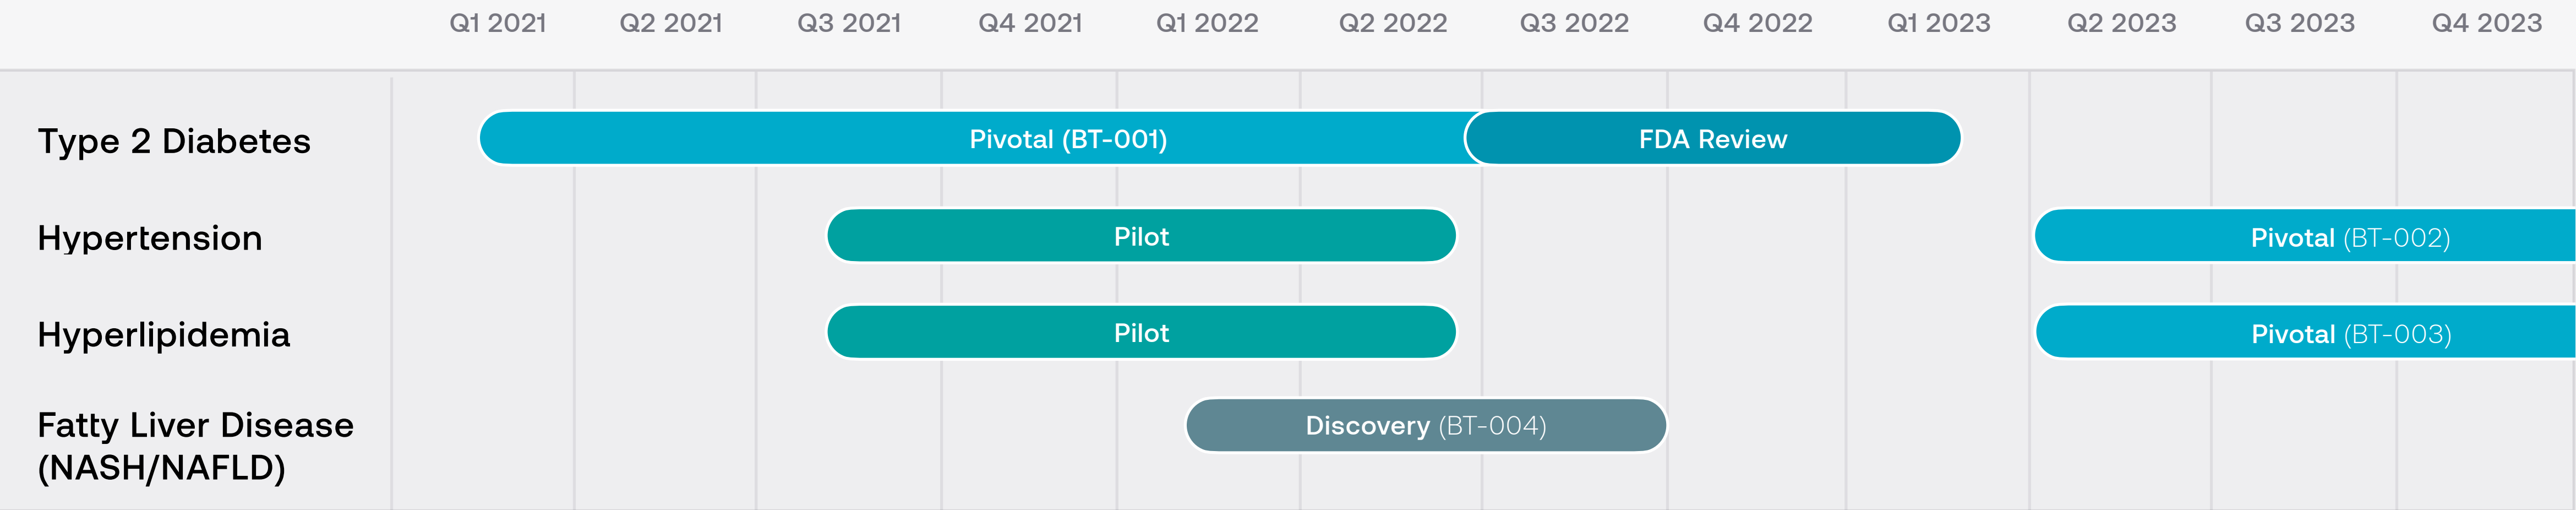 Q1 2021 Q2 2021 Q3 2021 Q4 2021 Q1 2022 Q2 2022 Q3 2022 Q4 2022 Q1 2023 Q2 2023 Q3 2023 Q4 2023
Type 2 Diabetes Pivotal (BT-001) FDA Review
Hypertension Pilot Pivotal (BT-002)
Hyperlipidemia Pilot Pivotal (BT-003)
Fatty Liver Disease Discovery (BT-004)
(NASH/NAFLD)